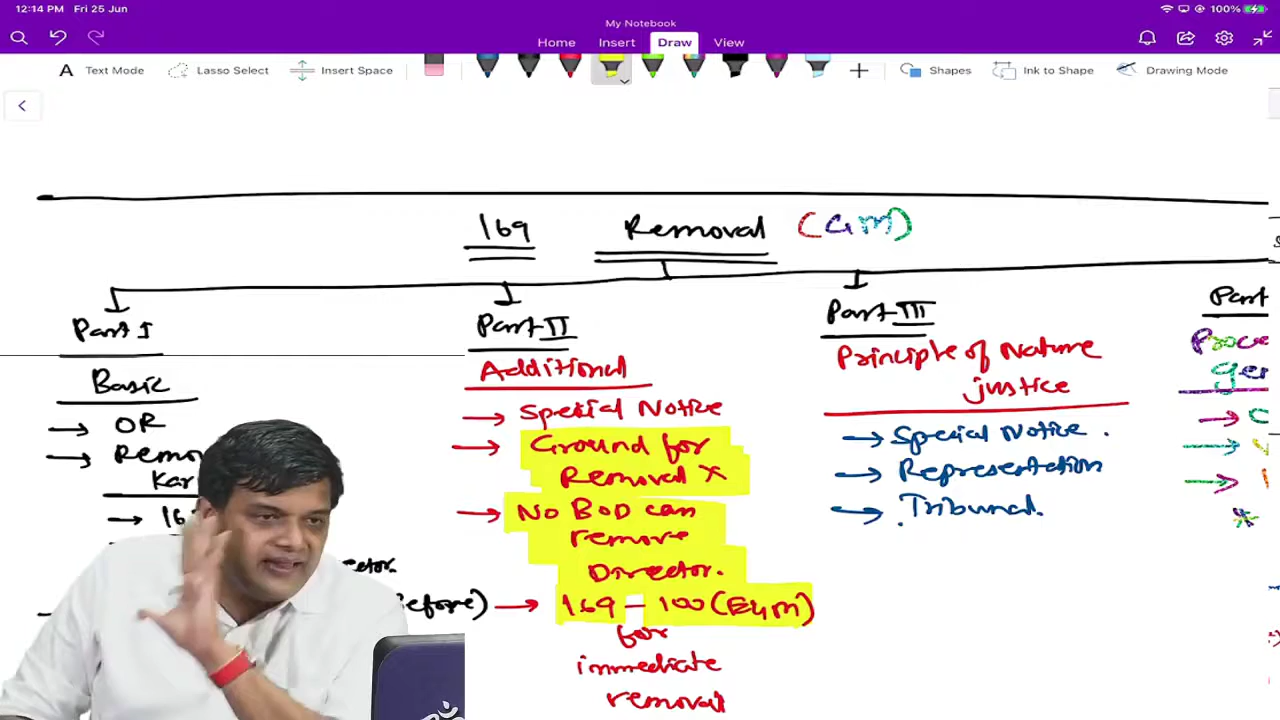 12:14 PM Fri 25 Jun
100%
My Notebook
Home Insert Draw View
Text Mode Lasso Select Insert Space Shapes Ink to Shape Drawing Mode
169 Removal (GM)
Part I
Basic
→ OR
→
Kar
→
Part II
Additional
→ Special Notice
→ Ground for
Removal x
→ No BOD can
remove
Director.
→ 169 - 100 (EGM)
for
immediate
removal
Part III
Principle of Nature
justice
→ Special Notice.
→ Representation
→ Tribunal.
Part